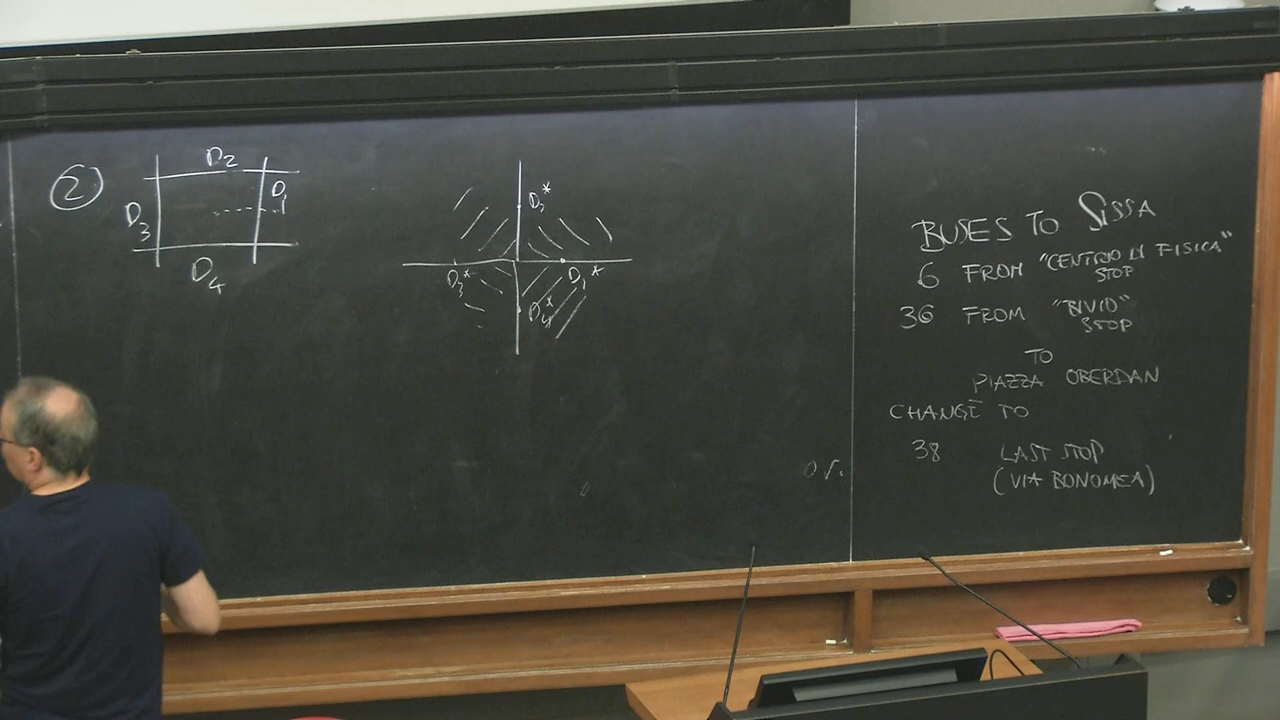 ②
D2
D1
D3
D4
D2*
D3*
D1*
D4*
BUSES TO SISSA
6 FROM "CENTRO DI FISICA"
STOP
36 FROM "BIVIO"
STOP
TO
PIAZZA OBERDAN
CHANGE TO
38 LAST STOP
(VIA BONOMEA)